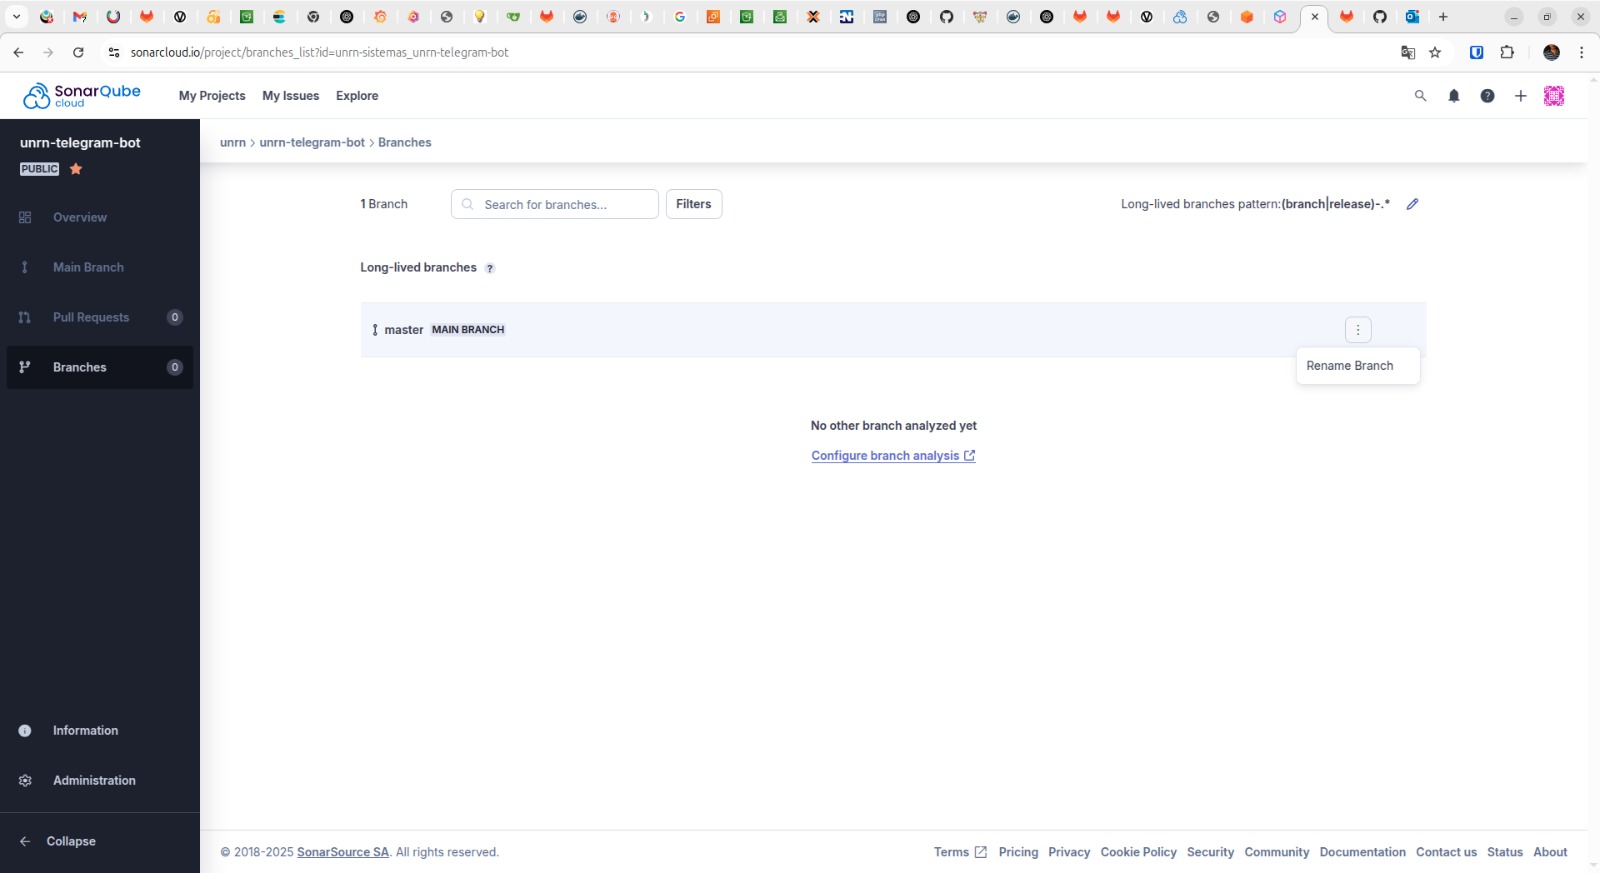 sonarcloud.io/project/branches_list?id=unrn-sistemas_unrn-telegram-bot
SonarQube cloud
My Projects My Issues Explore
unrn-telegram-bot
PUBLIC
Overview
Main Branch
Pull Requests 0
Branches 0
Information
Administration
Collapse
unrn > unrn-telegram-bot > Branches
1 Branch Search for branches... Filters Long-lived branches pattern:(branch|release)-.*
Long-lived branches ?
master MAIN BRANCH
Rename Branch
No other branch analyzed yet
Configure branch analysis
© 2018-2025 SonarSource SA. All rights reserved. Terms Pricing Privacy Cookie Policy Security Community Documentation Contact us Status About